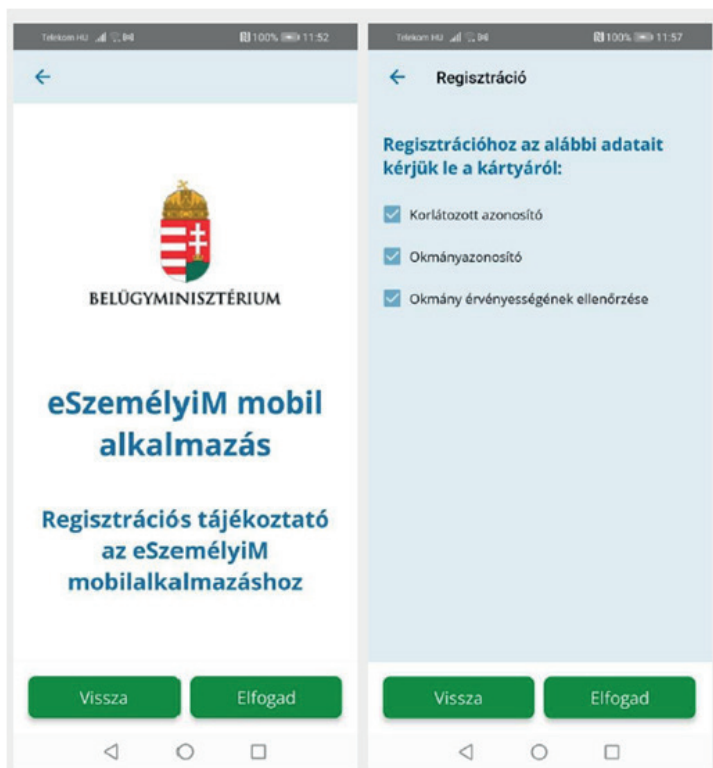 Telekom HU
100% 11:52
BELÜGYMINISZTÉRIUM
eSzemélyiM mobil
alkalmazás
Regisztrációs tájékoztató
az eSzemélyiM
mobilalkalmazáshoz
Vissza
Elfogad
Telekom HU
100% 11:57
Regisztráció
Regisztrációhoz az alábbi adatait
kérjük le a kártyáról:
Korlátozott azonosító
Okmányazonosító
Okmány érvényességének ellenőrzése
Vissza
Elfogad